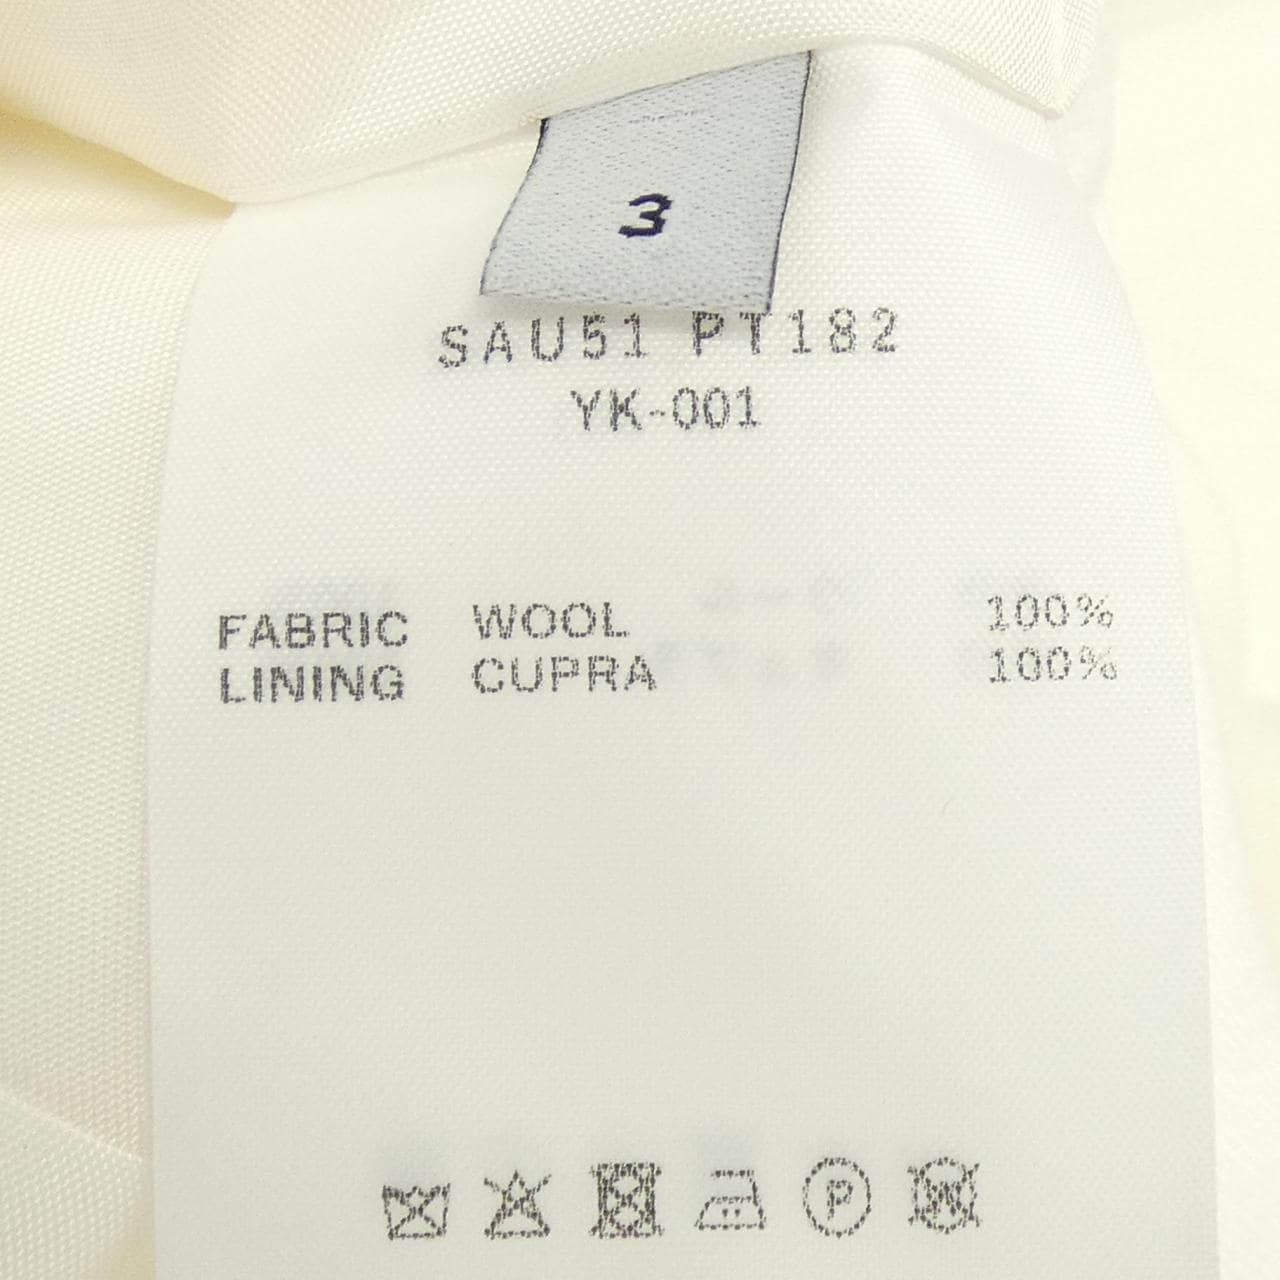 3
SAU51 PT182
YK-001
FABRIC WOOL 100%
LINING CUPRA 100%
P
W